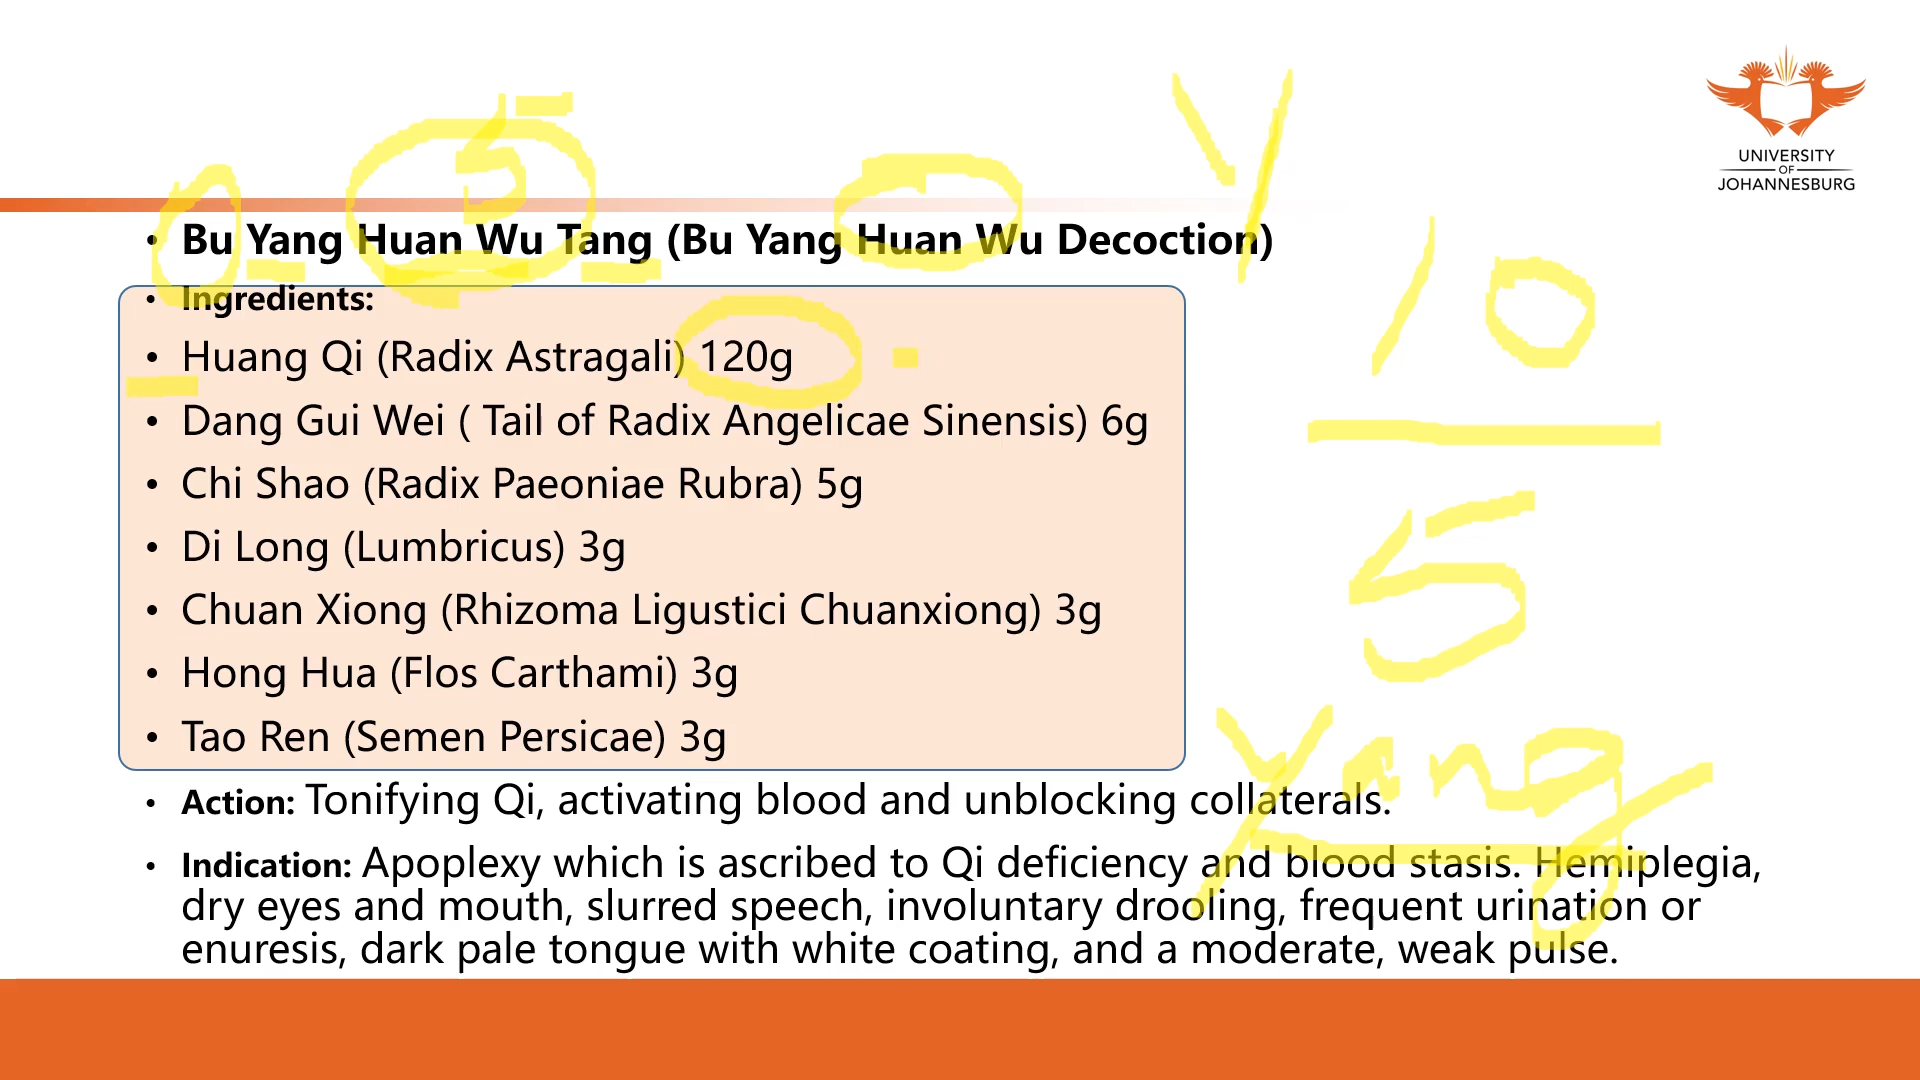 UNIVERSITY
OF
JOHANNESBURG
5
• Bu Yang Huan Wu Tang (Bu Yang Huan Wu Decoction)
• Ingredients:
• Huang Qi (Radix Astragali) 120g
• Dang Gui Wei ( Tail of Radix Angelicae Sinensis) 6g
• Chi Shao (Radix Paeoniae Rubra) 5g
• Di Long (Lumbricus) 3g
• Chuan Xiong (Rhizoma Ligustici Chuanxiong) 3g
• Hong Hua (Flos Carthami) 3g
• Tao Ren (Semen Persicae) 3g
10
5
Yang
• Action: Tonifying Qi, activating blood and unblocking collaterals.
• Indication: Apoplexy which is ascribed to Qi deficiency and blood stasis. Hemiplegia,
dry eyes and mouth, slurred speech, involuntary drooling, frequent urination or
enuresis, dark pale tongue with white coating, and a moderate, weak pulse.